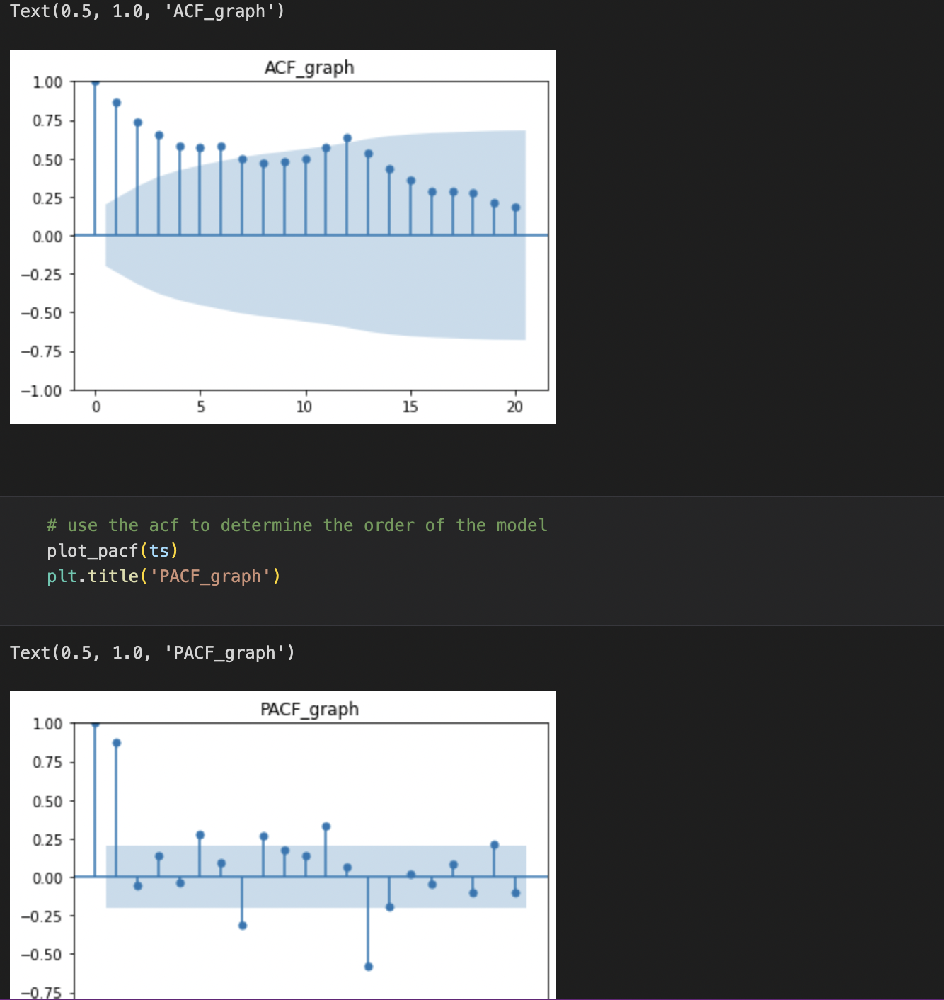 Text(0.5, 1.0, 'ACF_graph')
ACF_graph
1.00
0.75
0.50
0.25
0.00
−0.25
−0.50
−0.75
−1.00
0 5 10 15 20
# use the acf to determine the order of the model
plot_pacf(ts)
plt.title('PACF_graph')
Text(0.5, 1.0, 'PACF_graph')
PACF_graph
1.00
0.75
0.50
0.25
0.00
−0.25
−0.50
−0.75